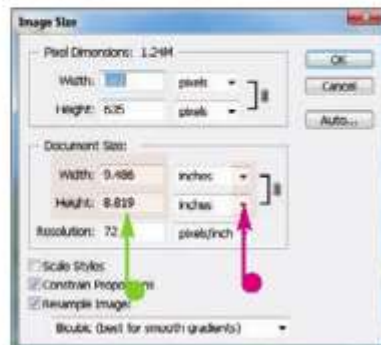 Image Size
Pixel Dimensions: 1.24M
OK
Width: pixels
Cancel
Height: 635 pixels
Auto...
Document Size:
Width: 9.486 inches
Height: 8.819 inches
Resolution: 72 pixels/inch
Scale Styles
Constrain Proportions
Resample Image:
Bicubic (best for smooth gradients)